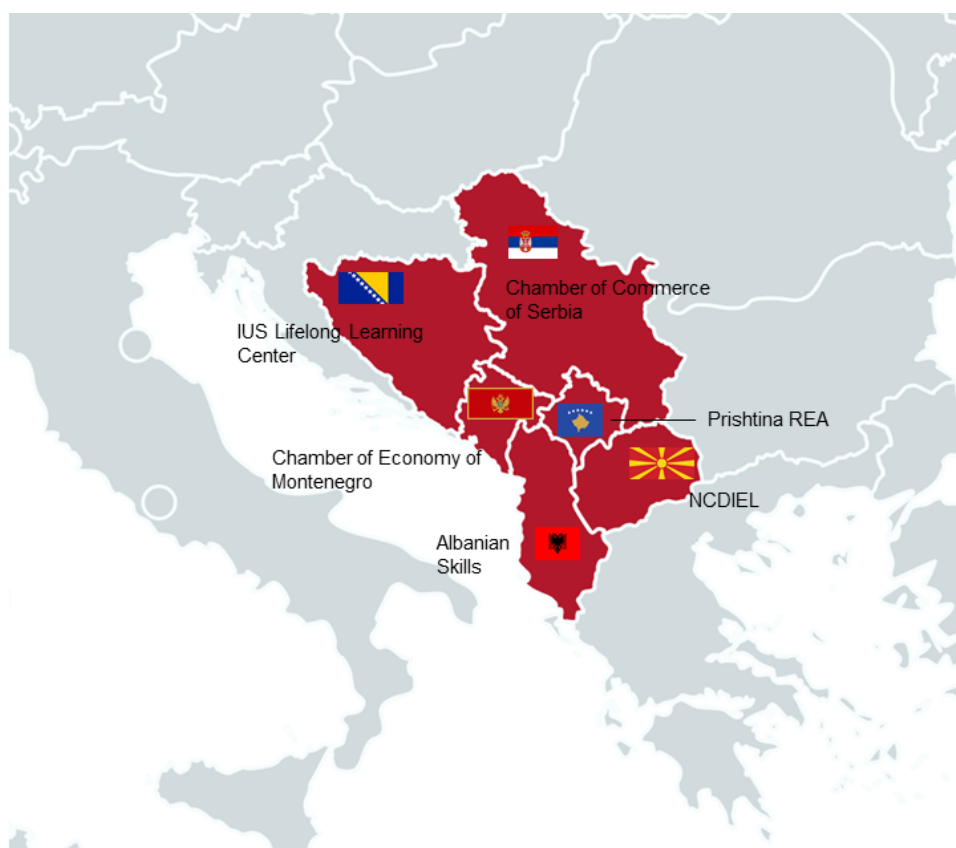 Chamber of Commerce
of Serbia
IUS Lifelong Learning
Center
Prishtina REA
Chamber of Economy of
Montenegro
NCDIEL
Albanian
Skills